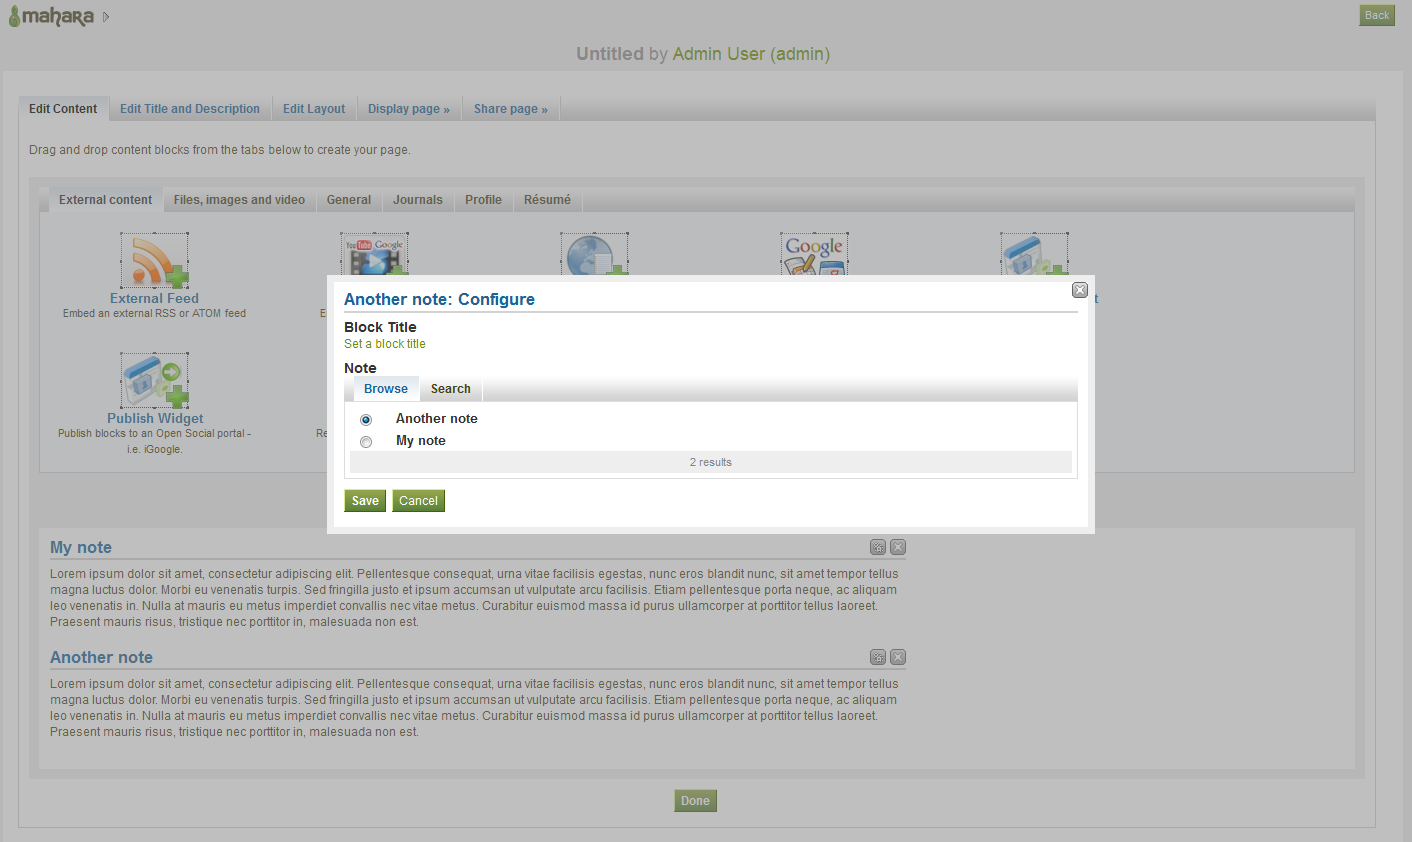 mahara
Back
Untitled by Admin User (admin)
Edit Content
Edit Title and Description
Edit Layout
Display page »
Share page »
Drag and drop content blocks from the tabs below to create your page.
External content
Files, images and video
General
Journals
Profile
Résumé
You Tube Google
Google
External Feed
Embed an external RSS or ATOM feed
Publish Widget
Publish blocks to an Open Social portal -
i.e. iGoogle.
Another note: Configure
Block Title
Set a block title
Note
Browse
Search
Another note
My note
2 results
Save
Cancel
My note
Lorem ipsum dolor sit amet, consectetur adipiscing elit. Pellentesque consequat, urna vitae facilisis egestas, nunc eros blandit nunc, sit amet tempor tellus
magna luctus dolor. Morbi eu venenatis turpis. Sed fringilla justo et ipsum accumsan ut vulputate arcu facilisis. Etiam pellentesque porta neque, ac aliquam
leo venenatis in. Nulla at mauris eu metus imperdiet convallis nec vitae metus. Curabitur euismod massa id purus ullamcorper at porttitor tellus laoreet.
Praesent mauris risus, tristique nec porttitor in, malesuada non est.
Another note
Lorem ipsum dolor sit amet, consectetur adipiscing elit. Pellentesque consequat, urna vitae facilisis egestas, nunc eros blandit nunc, sit amet tempor tellus
magna luctus dolor. Morbi eu venenatis turpis. Sed fringilla justo et ipsum accumsan ut vulputate arcu facilisis. Etiam pellentesque porta neque, ac aliquam
leo venenatis in. Nulla at mauris eu metus imperdiet convallis nec vitae metus. Curabitur euismod massa id purus ullamcorper at porttitor tellus laoreet.
Praesent mauris risus, tristique nec porttitor in, malesuada non est.
Done